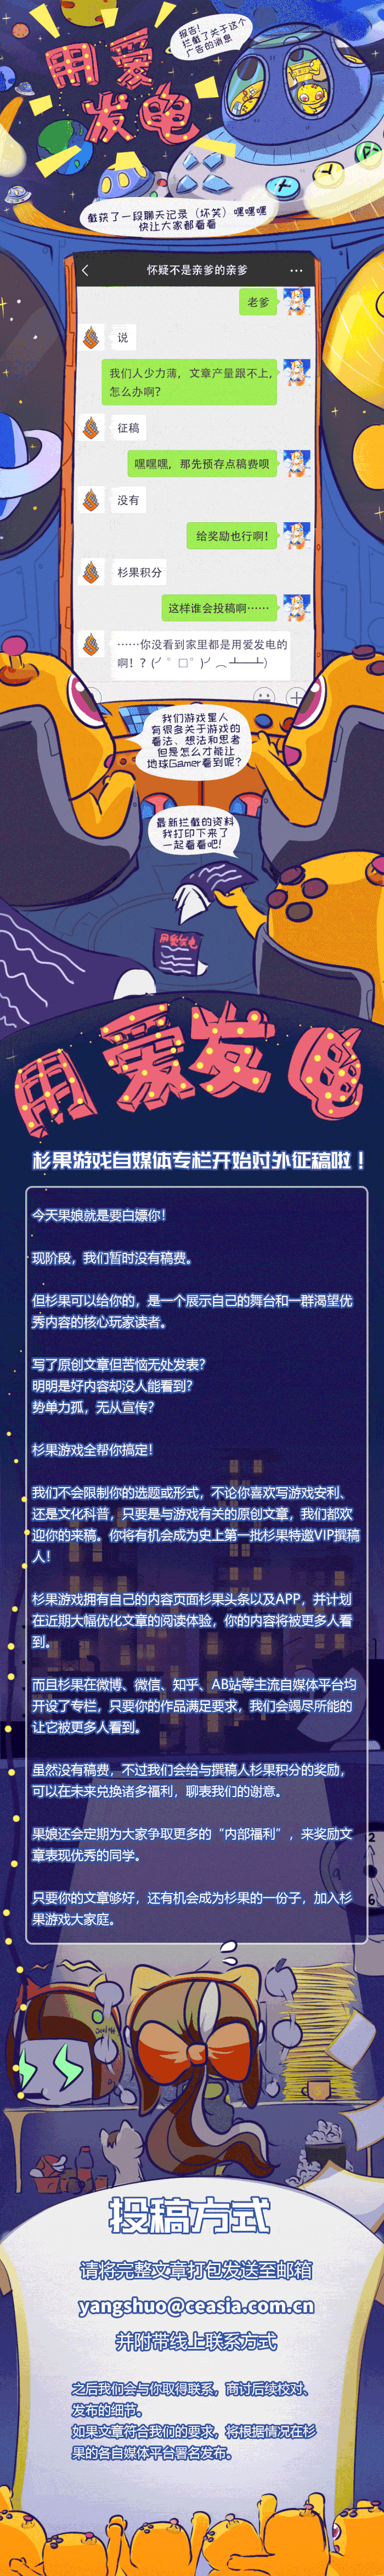 报告！
拦截了关于这个
广告的消息
用爱
发电
截获了一段聊天记录（坏笑）嘿嘿嘿
快让大家都看看
怀疑不是亲爹的亲爹
老爹
说
我们人少力薄，文章产量跟不上，
怎么办啊？
征稿
嘿嘿嘿，那先预存点稿费呗
没有
给奖励也行啊！
杉果积分
这样谁会投稿啊……
……你没看到家里都是用爱发电的
啊！？(╯°□°)╯︵┻━┻）
我们游戏里人
有很多关于游戏的
看法、想法和思考
但是怎么才能让
地球Gamer看到呢？
最新拦截的资料
我打印下来了
一起看看吧！
用爱发电
用爱发电
杉果游戏自媒体专栏开始对外征稿啦！
今天果娘就是要白嫖你！
现阶段，我们暂时没有稿费。
但杉果可以给你的，是一个展示自己的舞台和一群渴望优
秀内容的核心玩家读者。
写了原创文章但苦恼无处发表？
明明是好内容却没人能看到？
势单力孤，无从宣传？
杉果游戏全帮你搞定！
我们不会限制你的选题或形式，不论你喜欢写游戏安利、
还是文化科普，只要是与游戏有关的原创文章，我们都欢
迎你的来稿。你将有机会成为史上第一批杉果特邀VIP撰稿
人！
杉果游戏拥有自己的内容页面杉果头条以及APP，并计划
在近期大幅优化文章的阅读体验，你的内容将被更多人看
到。
而且杉果在微博、微信、知乎、AB站等主流自媒体平台均
开设了专栏，只要你的作品满足要求，我们会竭尽所能的
让它被更多人看到。
虽然没有稿费，不过我们会给与撰稿人杉果积分的奖励，
可以在未来兑换诸多福利，聊表我们的谢意。
果娘还会定期为大家争取更多的“内部福利”，来奖励文
章表现优秀的同学。
只要你的文章够好，还有机会成为杉果的一份子，加入杉
果游戏大家庭。
投稿方式
请将完整文章打包发送至邮箱
yangshuo@ceasia.com.cn
并附带线上联系方式
之后我们会与你取得联系，商讨后续校对、
发布的细节。
如果文章符合我们的要求，将根据情况在杉
果的各自媒体平台署名发布。